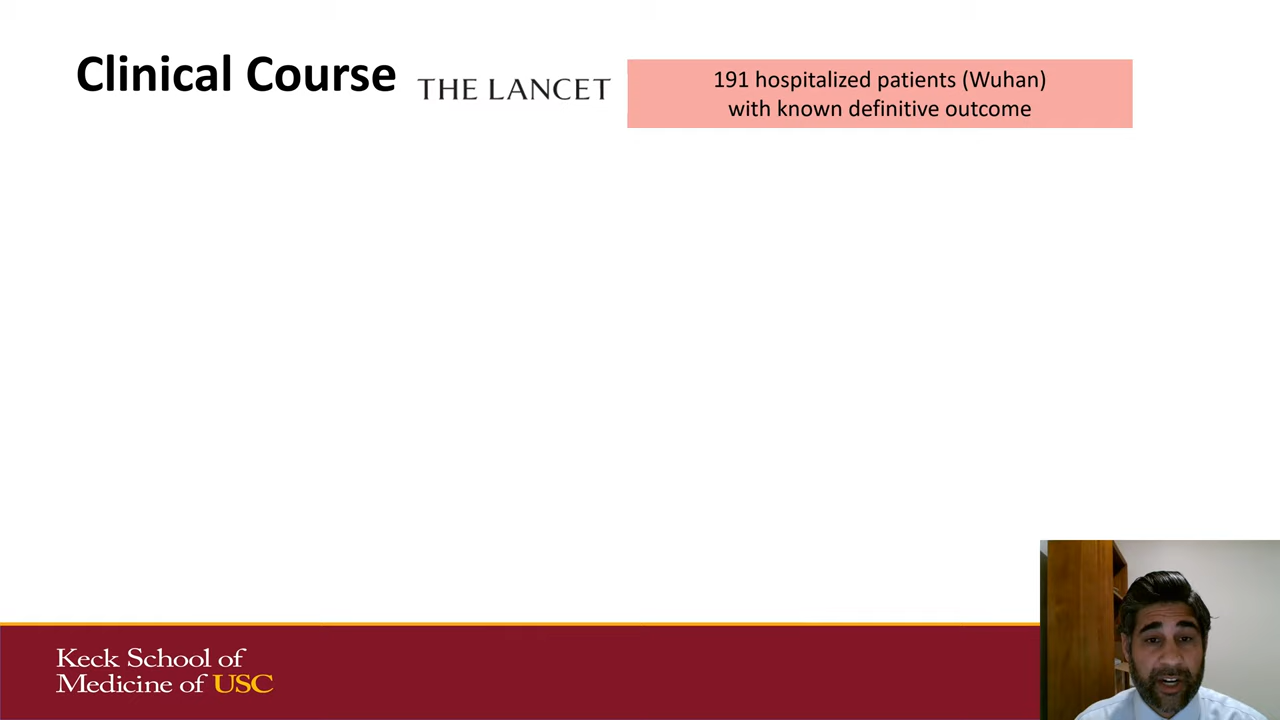 Clinical Course
THE LANCET
191 hospitalized patients (Wuhan)
with known definitive outcome
Keck School of
Medicine of USC